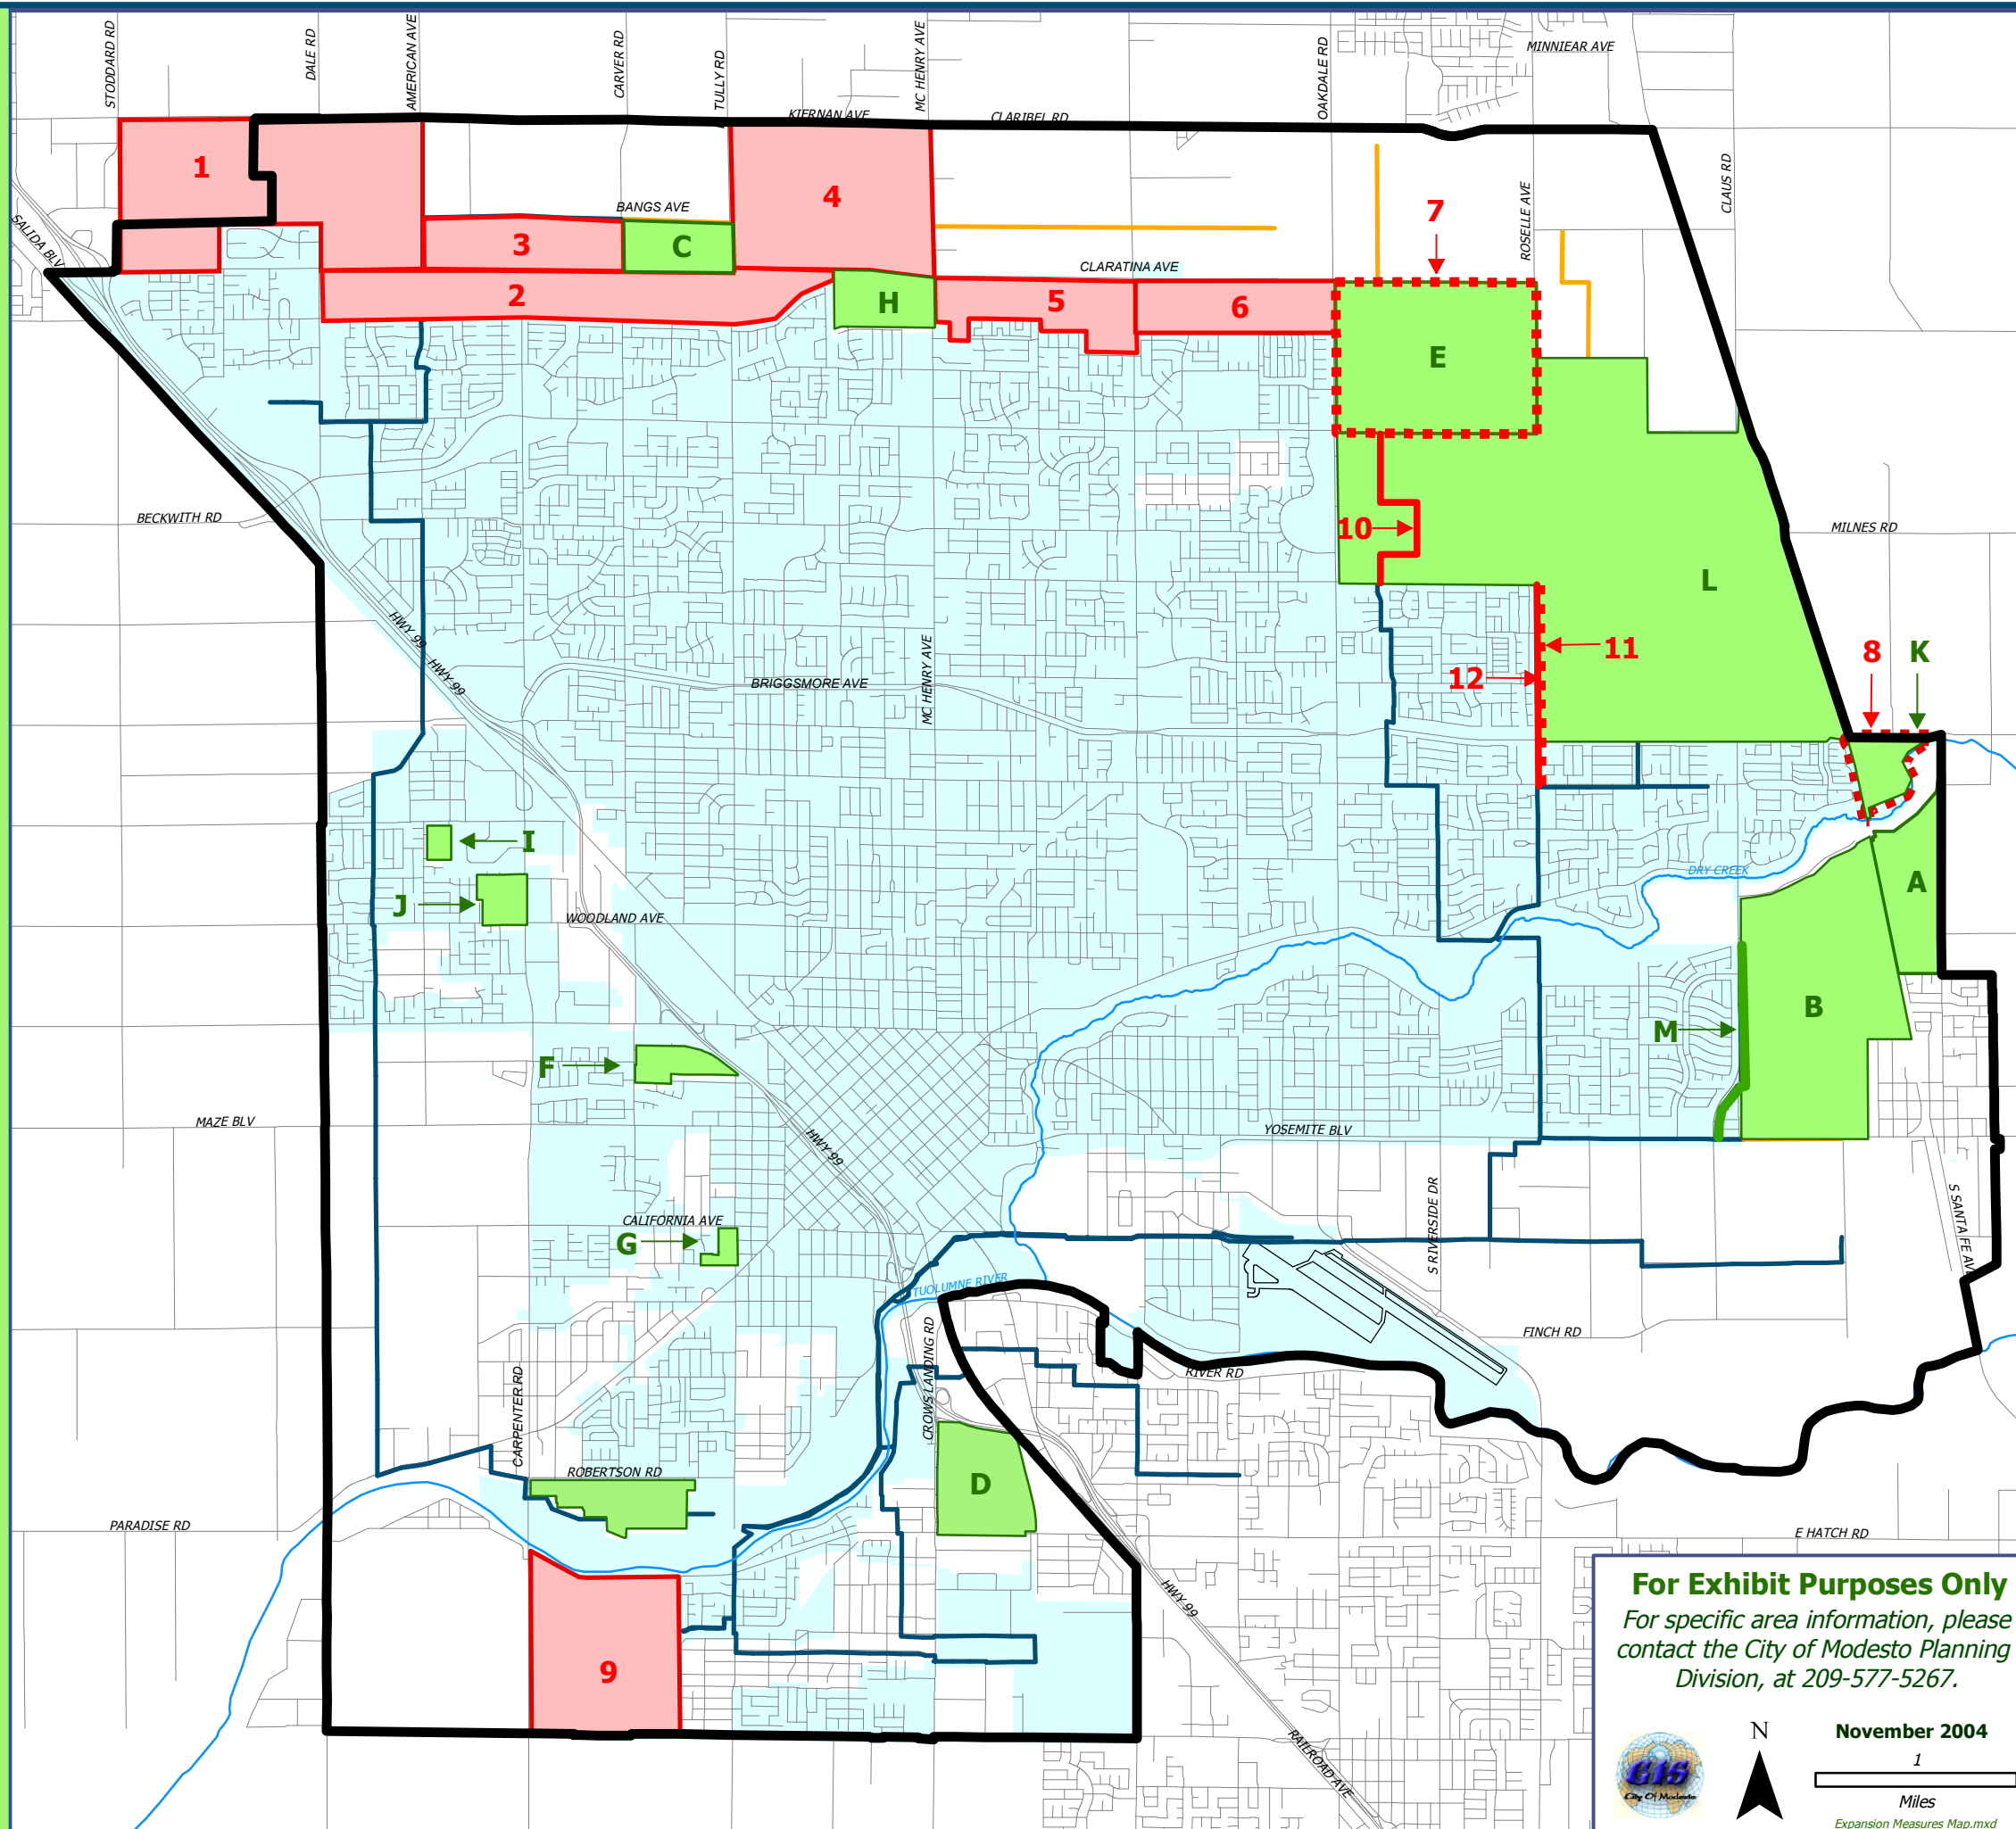 STODDARD RD
DALE RD
AMERICAN AVE
CARVER RD
TULLY RD
MC HENRY AVE
OAKDALE RD
MINNIEAR AVE
KIERNAN AVE
CLARIBEL RD
CLAUS RD
ROSELLE AVE
SALIDA BLV
1
4
BANGS AVE
3
C
7
CLARATINA AVE
2
H
5
6
E
BECKWITH RD
10
MILNES RD
L
HWY 99
HWY 99
MC HENRY AVE
BRIGGSMORE AVE
11
12
8
K
I
J
WOODLAND AVE
DRY CREEK
A
B
M
F
MAZE BLV
HWY 99
YOSEMITE BLV
S RIVERSIDE DR
S SANTA FE AVE
CALIFORNIA AVE
G
TUOLUMNE RIVER
CROWS LANDING RD
FINCH RD
RIVER RD
CARPENTER RD
ROBERTSON RD
D
PARADISE RD
E HATCH RD
HWY 99
9
RAILROAD AVE
For Exhibit Purposes Only
For specific area information, please
contact the City of Modesto Planning
Division, at 209-577-5267.
GIS
City Of Modesto
N
November 2004
1
Miles
Expansion Measures Map.mxd